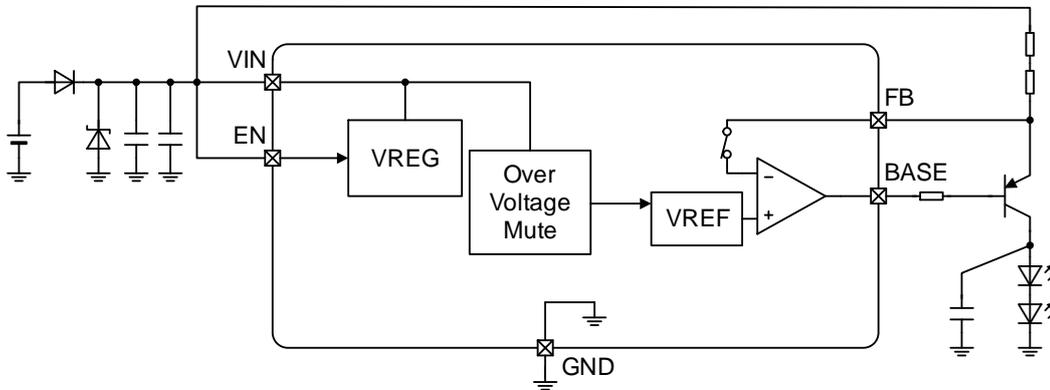 VIN
EN
VREG
Over
Voltage
Mute
VREF
−
+
FB
BASE
GND